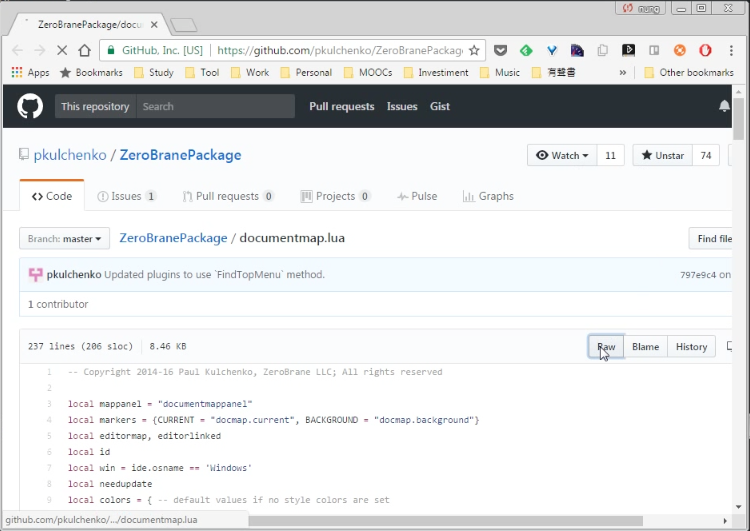 nung
ZeroBranePackage/docu
GitHub, Inc. [US] https://github.com/pkulchenko/ZeroBranePackage
Apps Bookmarks Study Tool Work Personal MOOCs Investiment Music 有聲書 » Other bookmarks
This repository Search Pull requests Issues Gist
pkulchenko / ZeroBranePackage Watch 11 Unstar 74
Code Issues 1 Pull requests 0 Projects 0 Pulse Graphs
Branch: master ZeroBranePackage / documentmap.lua Find file
pkulchenko Updated plugins to use `FindTopMenu` method. 797e9c4 on
1 contributor
237 lines (206 sloc) 8.46 KB Raw Blame History
1 -- Copyright 2014-16 Paul Kulchenko, ZeroBrane LLC; All rights reserved
2
3 local mappanel = "documentmappanel"
4 local markers = {CURRENT = "docmap.current", BACKGROUND = "docmap.background"}
5 local editormap, editorlinked
6 local id
7 local win = ide.osname == 'Windows'
8 local needupdate
9 local colors = { -- default values if no style colors are set
github.com/pkulchenko/.../documentmap.lua